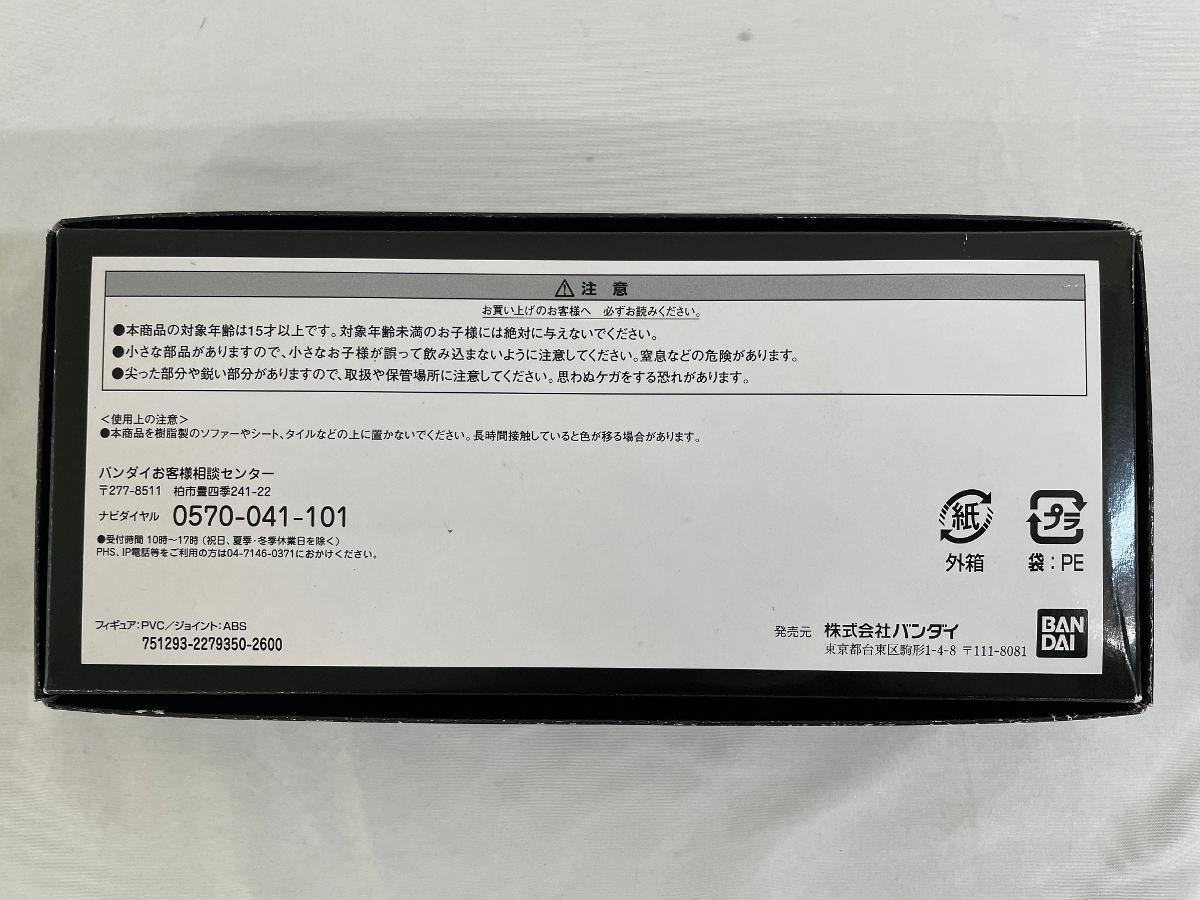 ⚠注 意
お買い上げのお客様へ 必ずお読みください。
●本商品の対象年齢は15才以上です。対象年齢未満のお子様には絶対に与えないでください。
●小さな部品がありますので、小さなお子様が誤って飲み込まないように注意してください。窒息などの危険があります。
●尖った部分や鋭い部分がありますので、取扱や保管場所に注意してください。思わぬケガをする恐れがあります。
＜使用上の注意＞
●本商品を樹脂製のソファーやシート、タイルなどの上に置かないでください。長時間接触していると色が移る場合があります。
バンダイお客様相談センター
〒277-8511 柏市豊四季241-22
ナビダイヤル 0570-041-101
●受付時間 10時～17時（祝日、夏季・冬季休業日を除く）
PHS、IP電話等をご利用の方は04-7146-0371におかけください。
紙
外箱
プラ
袋：PE
フィギュア：PVC／ジョイント：ABS
751293-2279350-2600
発売元 株式会社バンダイ
東京都台東区駒形1-4-8 〒111-8081
BAN
DAI